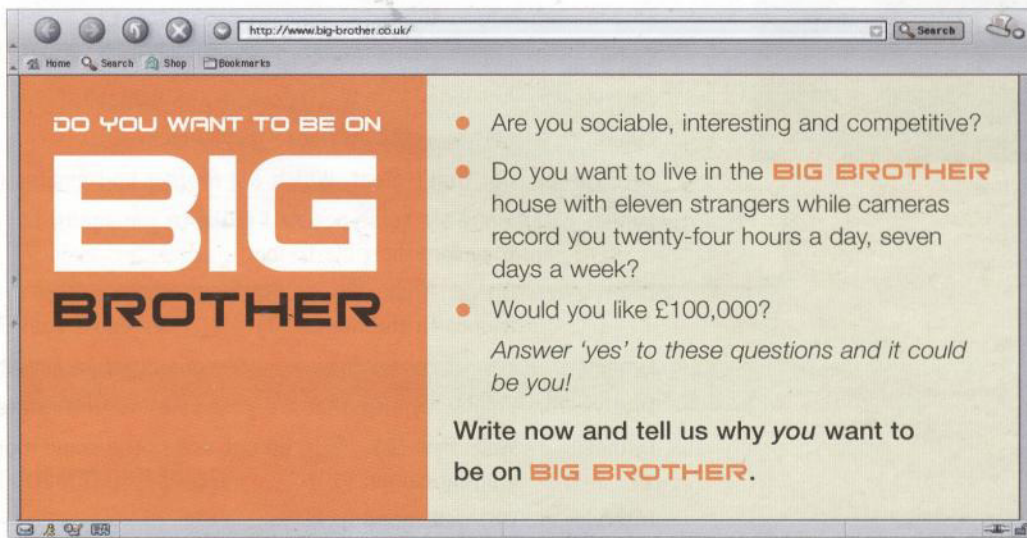 http://www.big-brother.co.uk/
Search
Home Search Shop Bookmarks
DO YOU WANT TO BE ON
BIG
BROTHER
Are you sociable, interesting and competitive?
Do you want to live in the BIG BROTHER
house with eleven strangers while cameras
record you twenty-four hours a day, seven
days a week?
Would you like £100,000?
Answer 'yes' to these questions and it could
be you!
Write now and tell us why you want to
be on BIG BROTHER.